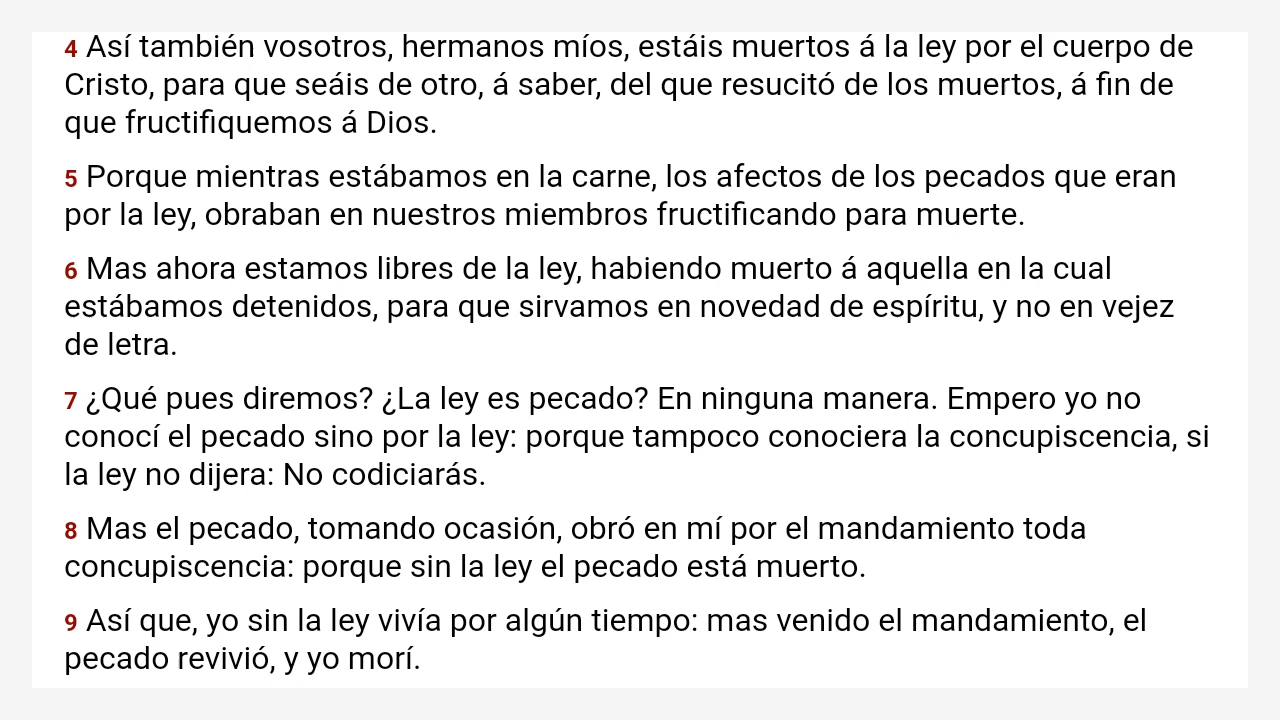 4 Así también vosotros, hermanos míos, estáis muertos á la ley por el cuerpo de
Cristo, para que seáis de otro, á saber, del que resucitó de los muertos, á fin de
que fructifiquemos á Dios.
5 Porque mientras estábamos en la carne, los afectos de los pecados que eran
por la ley, obraban en nuestros miembros fructificando para muerte.
6 Mas ahora estamos libres de la ley, habiendo muerto á aquella en la cual
estábamos detenidos, para que sirvamos en novedad de espíritu, y no en vejez
de letra.
7 ¿Qué pues diremos? ¿La ley es pecado? En ninguna manera. Empero yo no
conocí el pecado sino por la ley: porque tampoco conociera la concupiscencia, si
la ley no dijera: No codiciarás.
8 Mas el pecado, tomando ocasión, obró en mí por el mandamiento toda
concupiscencia: porque sin la ley el pecado está muerto.
9 Así que, yo sin la ley vivía por algún tiempo: mas venido el mandamiento, el
pecado revivió, y yo morí.